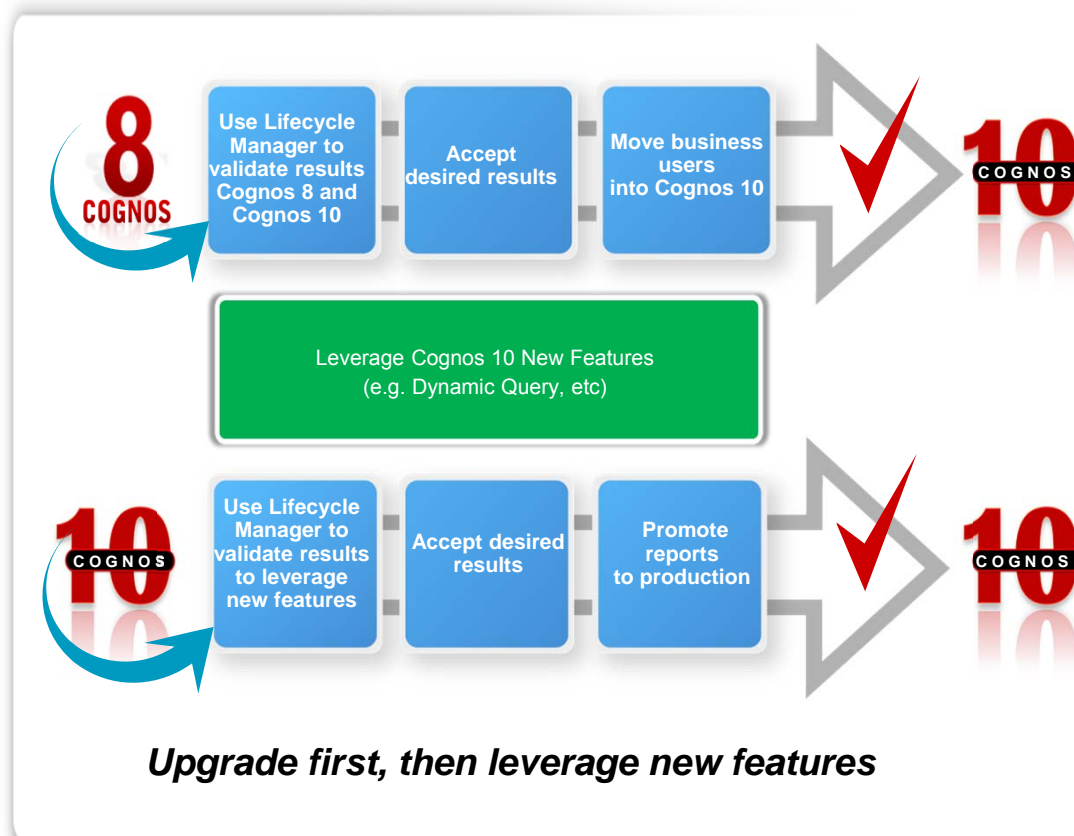 8
COGNOS
Use Lifecycle
Manager to
validate results
Cognos 8 and
Cognos 10
Accept
desired results
Move business
users
into Cognos 10
10
COGNOS
Leverage Cognos 10 New Features
(e.g. Dynamic Query, etc)
10
COGNOS
Use Lifecycle
Manager to
validate results
to leverage
new features
Accept desired
results
Promote
reports
to production
10
COGNOS
Upgrade first, then leverage new features